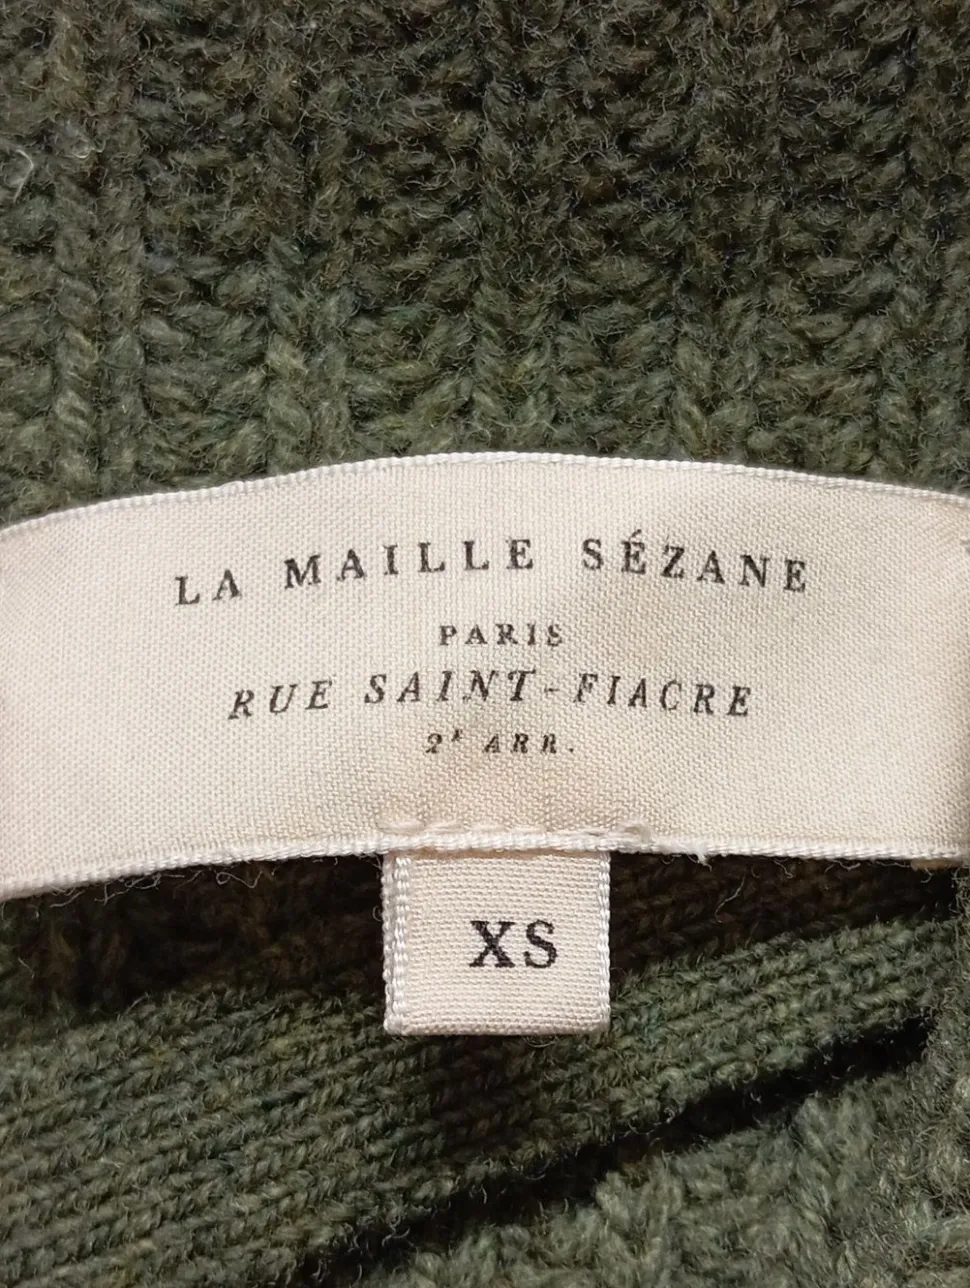 LA MAILLE SÉZANE
PARIS
RUE SAINT-FIACRE
2E ARR.
XS